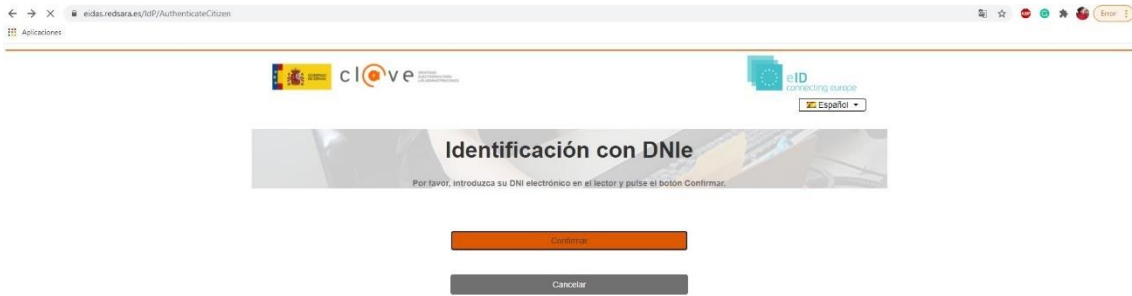 eidas.redsara.es/IdP/AuthenticateCitizen
Error
Aplicaciones
cl@ve
eID
connecting europe
Español
Identificación con DNIe
Por favor, introduzca su DNI electrónico en el lector y pulse el botón Confirmar.
Confirmar
Cancelar